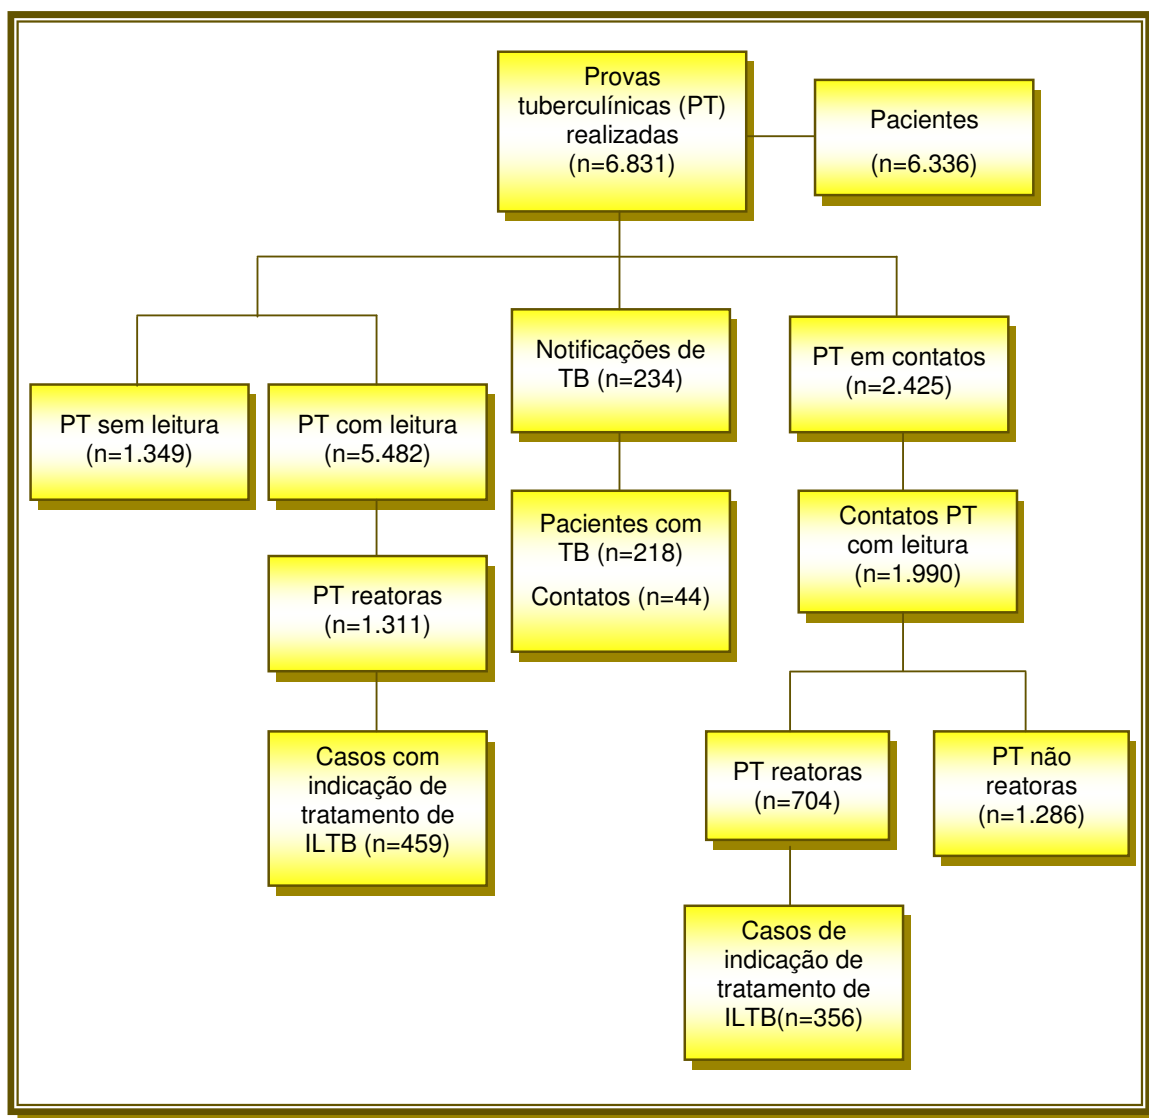 Provas
tuberculínicas (PT)
realizadas
(n=6.831)
Pacientes
(n=6.336)
PT sem leitura
(n=1.349)
PT com leitura
(n=5.482)
Notificações de
TB (n=234)
PT em contatos
(n=2.425)
Pacientes com
TB (n=218)
Contatos (n=44)
Contatos PT
com leitura
(n=1.990)
PT reatoras
(n=1.311)
Casos com
indicação de
tratamento de
ILTB (n=459)
PT reatoras
(n=704)
PT não
reatoras
(n=1.286)
Casos de
indicação de
tratamento de
ILTB(n=356)